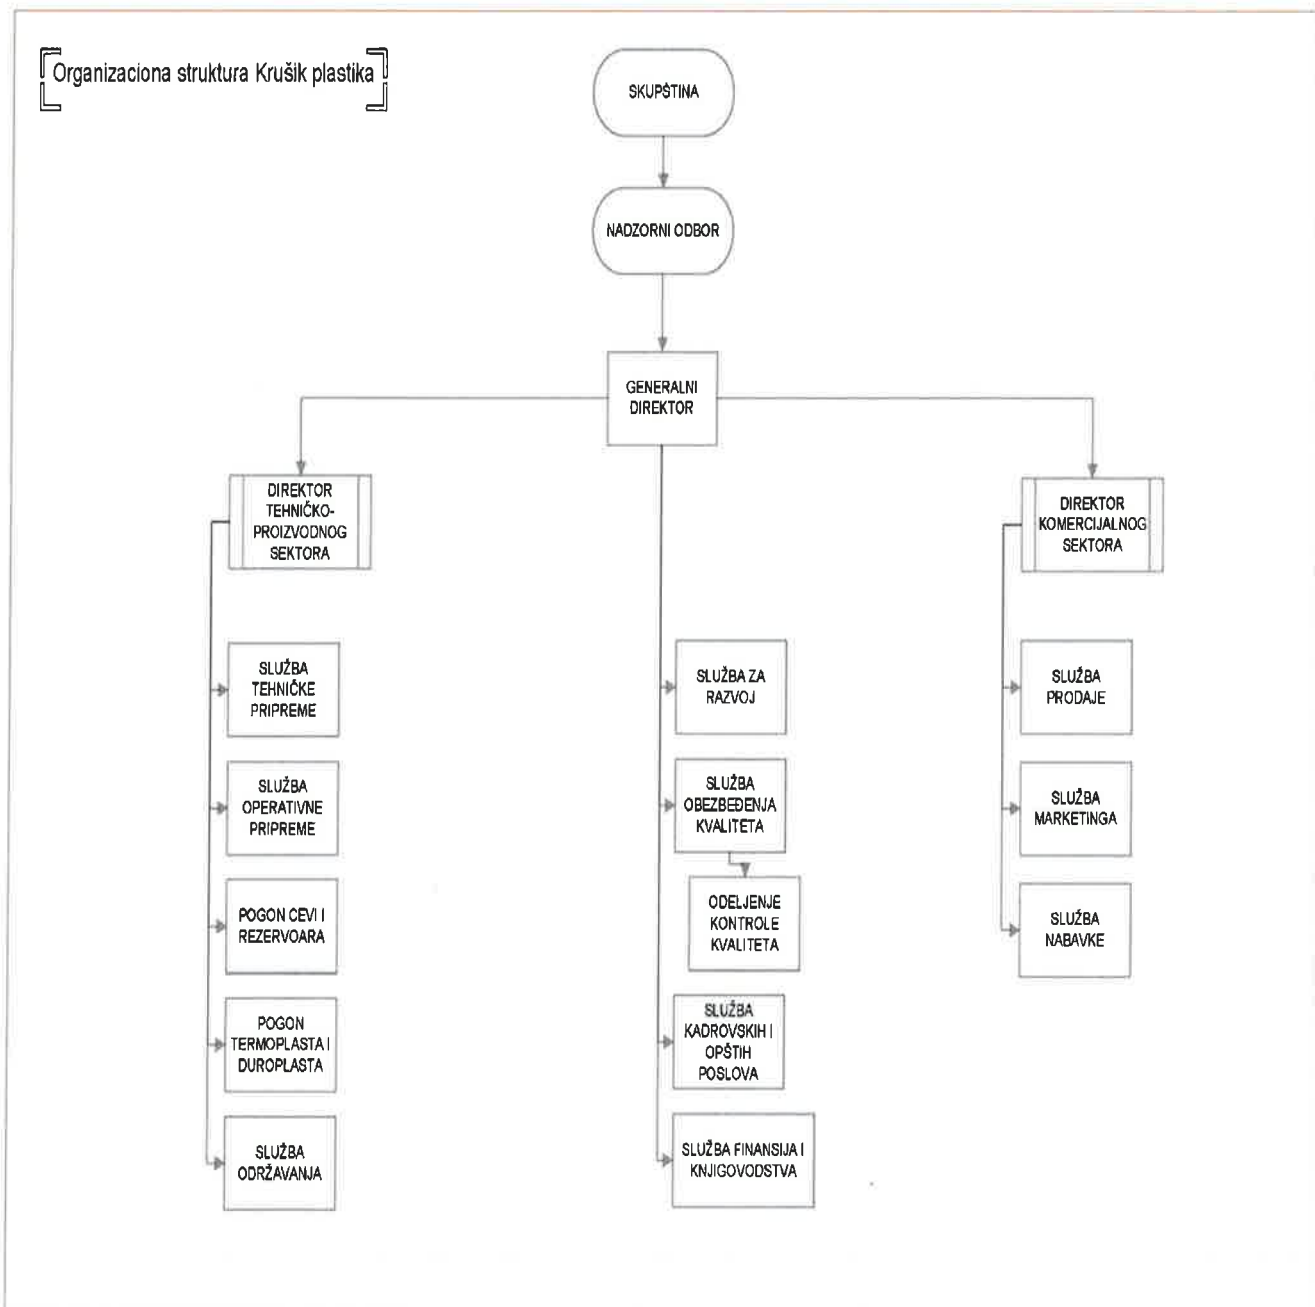 Organizaciona struktura Krušik plastika
SKUPŠTINA
NADZORNI ODBOR
GENERALNI
DIREKTOR
DIREKTOR
TEHNIČKO-
PROIZVODNOG
SEKTORA
DIREKTOR
KOMERCIJALNOG
SEKTORA
SLUŽBA
TEHNIČKE
PRIPREME
SLUŽBA
OPERATIVNE
PRIPREME
POGON CEVI I
REZERVOARA
POGON
TERMOPLASTA I
DUROPLASTA
SLUŽBA
ODRŽAVANJA
SLUŽBA ZA
RAZVOJ
SLUŽBA
OBEZBEĐENJA
KVALITETA
ODELJENJE
KONTROLE
KVALITETA
SLUŽBA
KADROVSKIH I
OPŠTIH
POSLOVA
SLUŽBA FINANSIJA I
KNJIGOVODSTVA
SLUŽBA
PRODAJE
SLUŽBA
MARKETINGA
SLUŽBA
NABAVKE